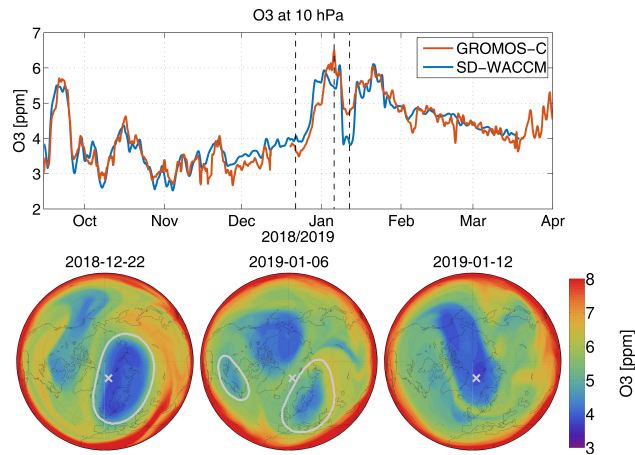 O3 at 10 hPa
7
6
5
4
3
2
O3 [ppm]
GROMOS-C
SD-WACCM
Oct Nov Dec Jan Feb Mar Apr
2018/2019
2018-12-22 2019-01-06 2019-01-12
8
7
6
5
4
3
O3 [ppm]